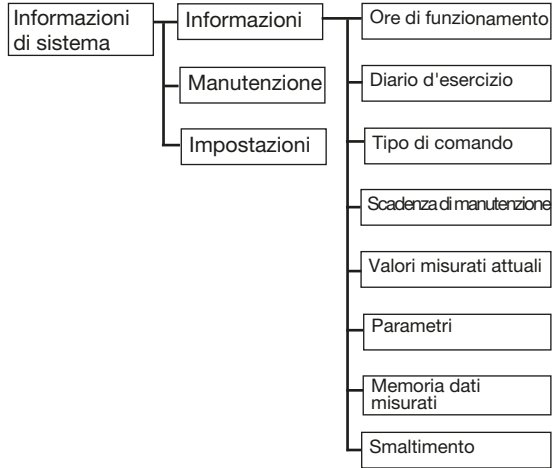 Informazioni
di sistema
Informazioni
Manutenzione
Impostazioni
Ore di funzionamento
Diario d'esercizio
Tipo di comando
Scadenza di manutenzione
Valori misurati attuali
Parametri
Memoria dati
misurati
Smaltimento